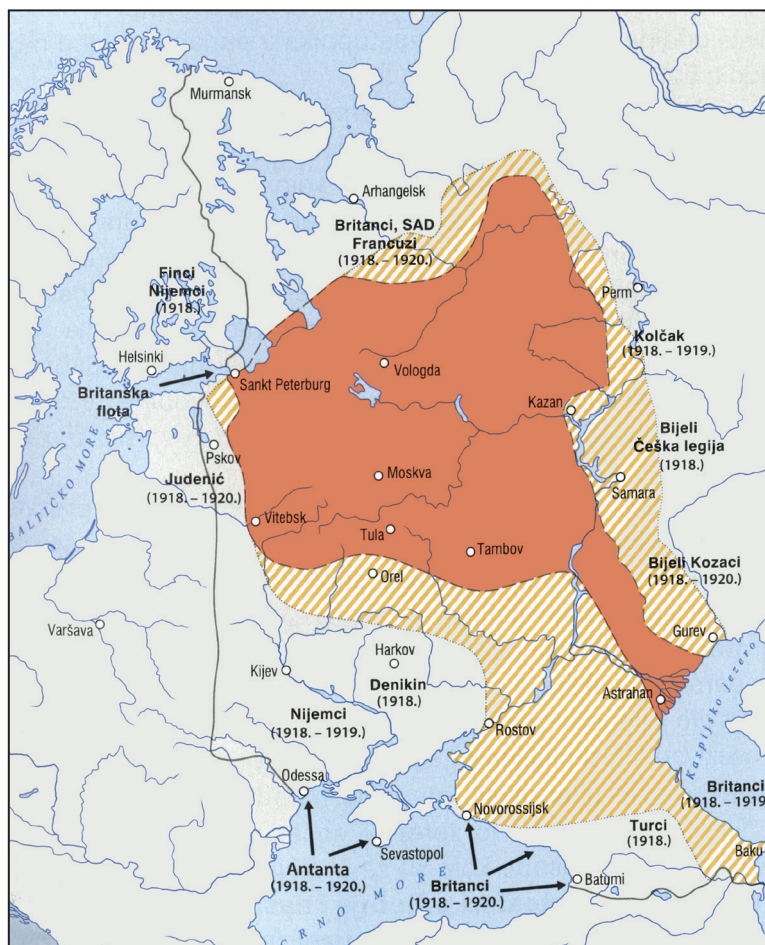 Murmansk
Arhangelsk
Britanci, SAD
Francuzi
(1918. – 1920.)
Finci
Nijemci
(1918.)
Perm
Kolčak
(1918. – 1919.)
Helsinki
Sankt Peterburg
Vologda
Britanska
flota
Kazan
Bijeli
Češka legija
(1918.)
Pskov
Judenić
(1918. – 1920.)
Moskva
Samara
BALTIČKO MORE
Vitebsk
Tula
Tambov
Orel
Bijeli Kozaci
(1918. – 1920.)
Varšava
Gurev
Harkov
Kijev
Denikin
(1918.)
Astrahan
Kaspijsko jezero
Nijemci
(1918. – 1919.)
Rostov
Odessa
Britanci
(1918. – 1919
Novorossijsk
Turci
(1918.)
Sevastopol
Baku
Antanta
(1918. – 1920.)
Britanci
(1918. – 1920.)
Batumi
CRNO MORE